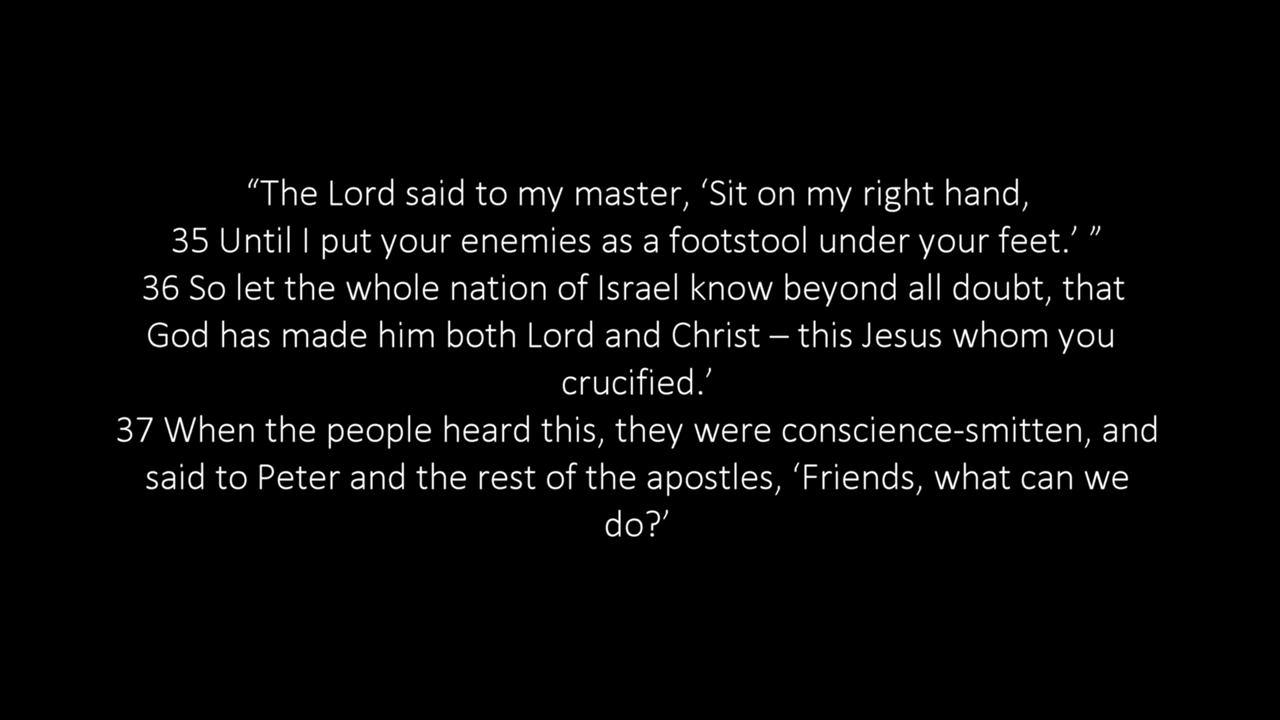 “The Lord said to my master, ‘Sit on my right hand,
35 Until I put your enemies as a footstool under your feet.’ ”
36 So let the whole nation of Israel know beyond all doubt, that
God has made him both Lord and Christ – this Jesus whom you
crucified.’
37 When the people heard this, they were conscience-smitten, and
said to Peter and the rest of the apostles, ‘Friends, what can we
do?’